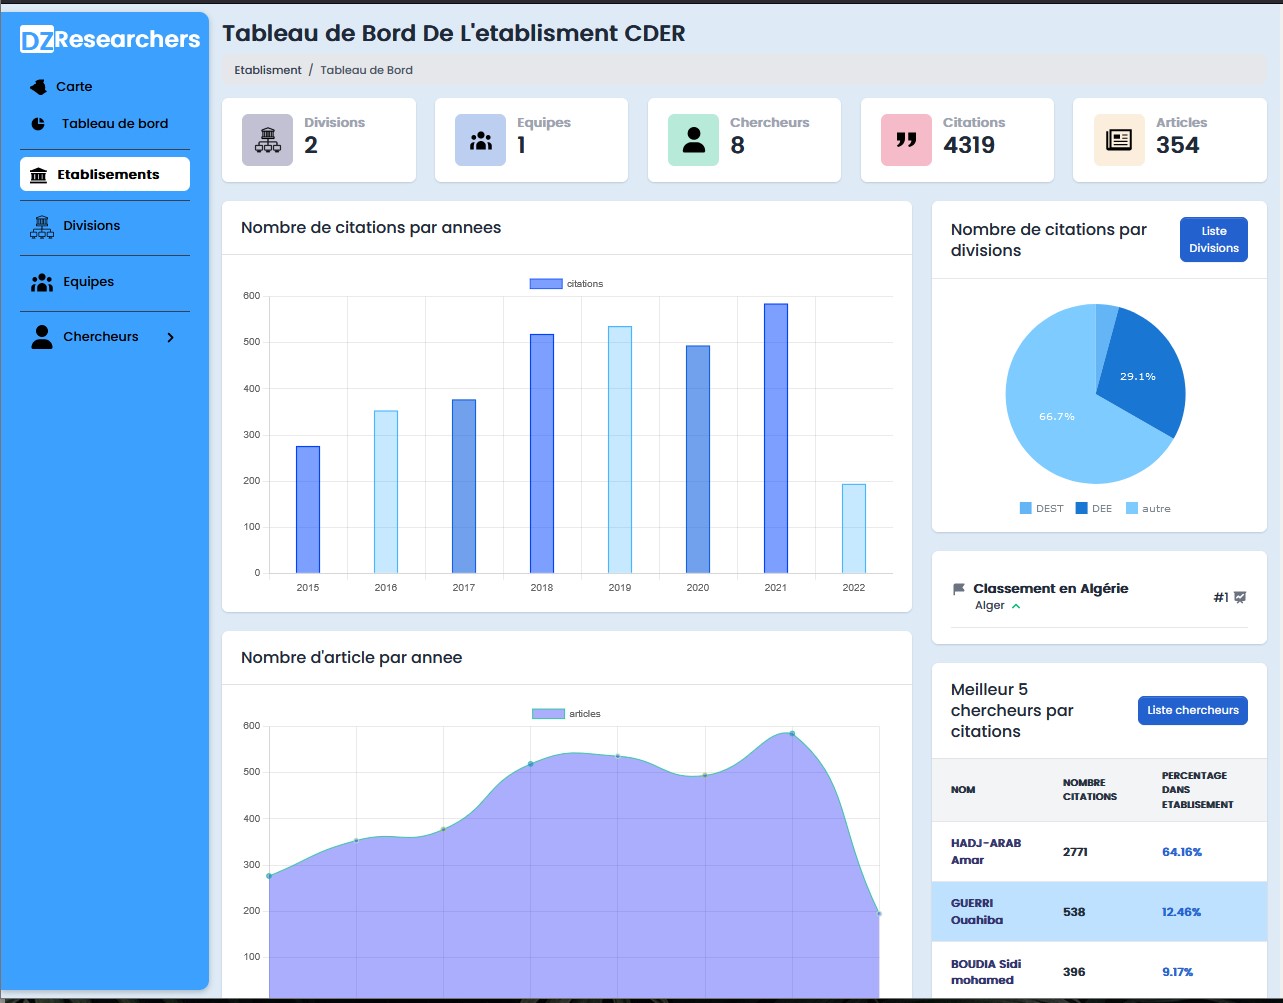 DZResearchers
Carte
Tableau de bord
Etablisements
Divisions
Equipes
Chercheurs
Tableau de Bord De L'etablisment CDER
Etablisment / Tableau de Bord
Divisions
2
Equipes
1
Chercheurs
8
Citations
4319
Articles
354
Nombre de citations par annees
citations
600
500
400
300
200
100
0
2015 2016 2017 2018 2019 2020 2021 2022
Nombre de citations par
divisions
Liste
Divisions
29.1%
66.7%
DEST DEE autre
Classement en Algérie
Alger
#1
Nombre d'article par annee
articles
600
500
400
300
200
100
Meilleur 5
chercheurs par
citations
Liste chercheurs
NOM
NOMBRE
CITATIONS
PERCENTAGE
DANS
ETABLISEMENT
HADJ-ARAB
Amar
2771
64.16%
GUERRI
Ouahiba
538
12.46%
BOUDIA Sidi
mohamed
396
9.17%